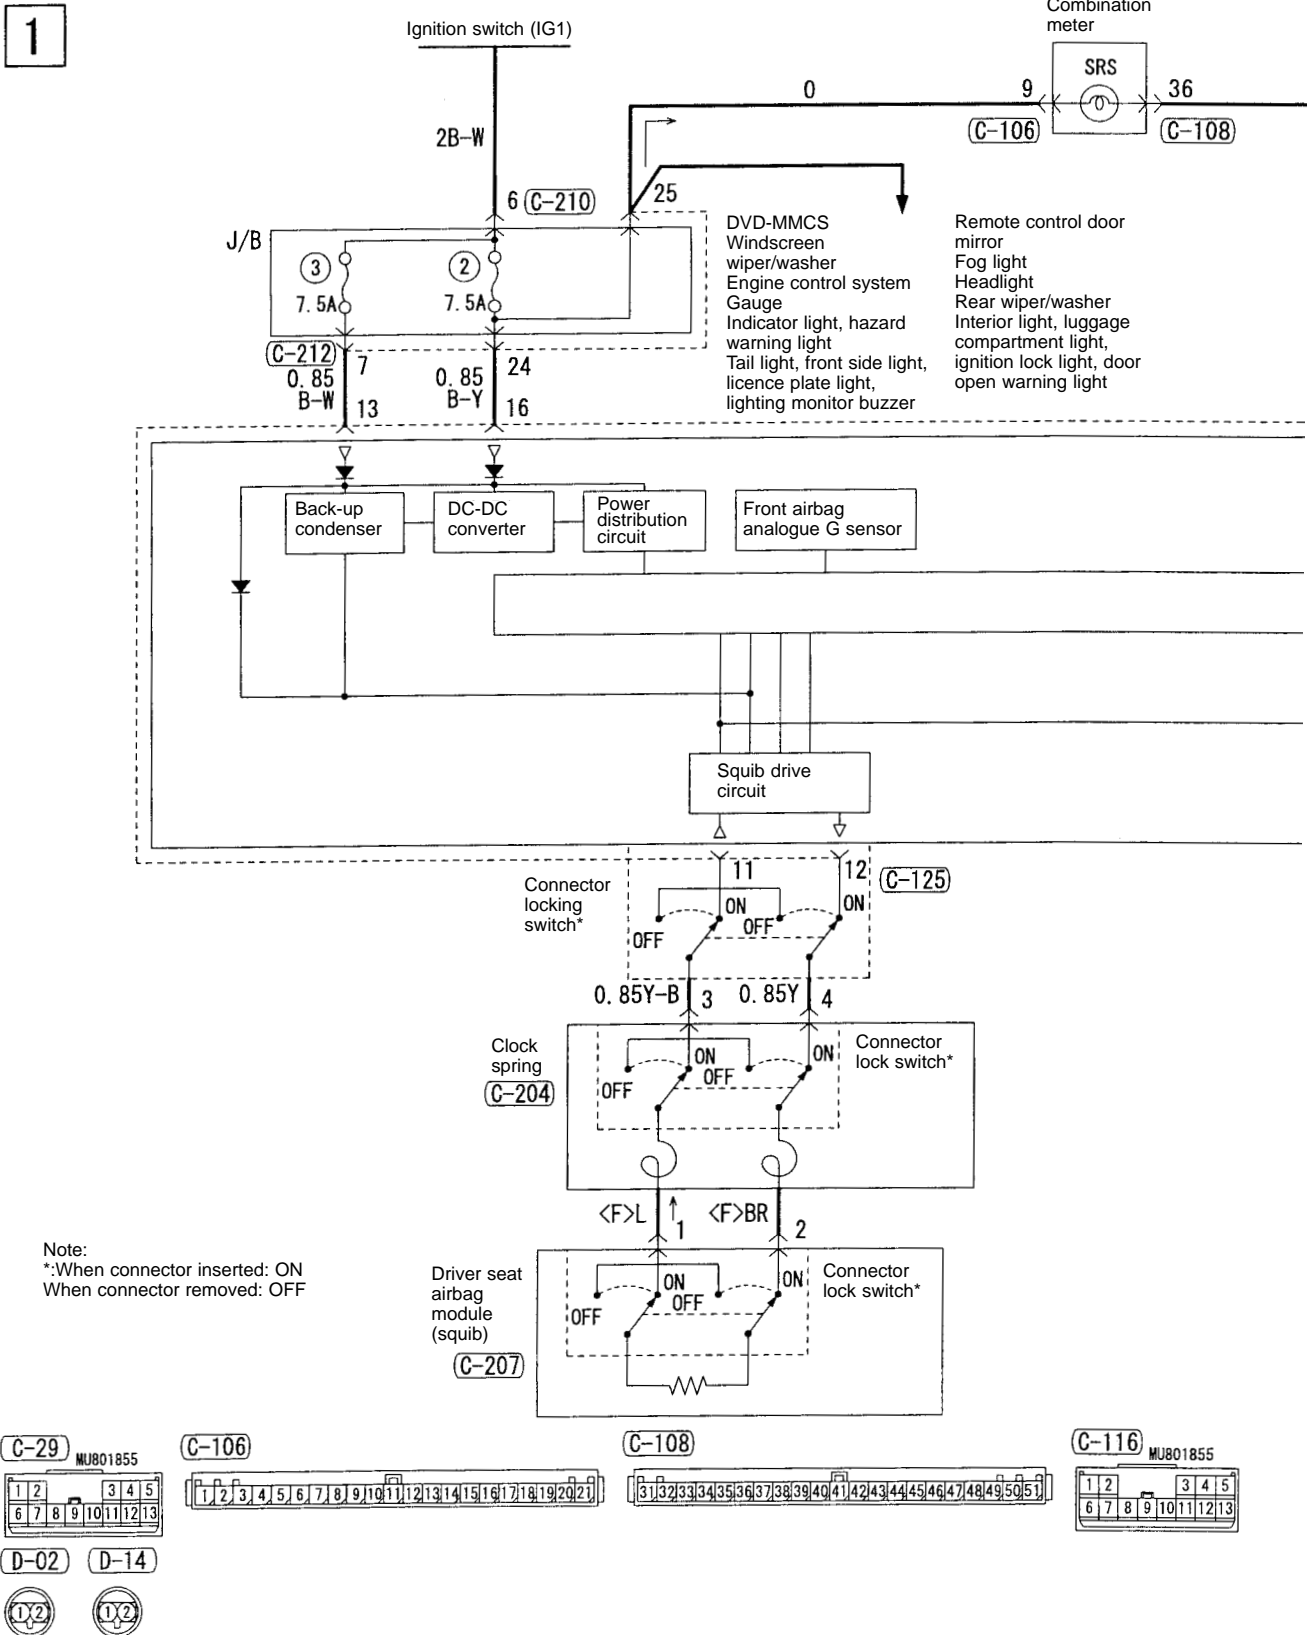 1
Ignition switch (IG1)
Combination
meter
SRS
0
9
36
C-106
C-108
2B-W
6
C-210
25
J/B
3
7.5A
2
7.5A
DVD-MMCS
Windscreen
wiper/washer
Engine control system
Gauge
Indicator light, hazard
warning light
Tail light, front side light,
licence plate light,
lighting monitor buzzer
Remote control door
mirror
Fog light
Headlight
Rear wiper/washer
Interior light, luggage
compartment light,
ignition lock light, door
open warning light
C-212
7
24
0.85
B-W
0.85
B-Y
13
16
Back-up
condenser
DC-DC
converter
Power
distribution
circuit
Front airbag
analogue G sensor
Squib drive
circuit
11
12
C-125
Connector
locking
switch*
ON
OFF
OFF
ON
0.85Y-B
3
0.85Y
4
Clock
spring
C-204
ON
OFF
OFF
ON
Connector
lock switch*
<F>L
1
<F>BR
2
Note:
*:When connector inserted: ON
When connector removed: OFF
Driver seat
airbag
module
(squib)
C-207
ON
OFF
OFF
ON
Connector
lock switch*
C-29
MU801855
1 2 3 4 5
6 7 8 9 10 11 12 13
C-106
1 2 3 4 5 6 7 8 9 10 11 12 13 14 15 16 17 18 19 20 21
C-108
31 32 33 34 35 36 37 38 39 40 41 42 43 44 45 46 47 48 49 50 51
C-116
MU801855
1 2 3 4 5
6 7 8 9 10 11 12 13
D-02
D-14
1 2
1 2